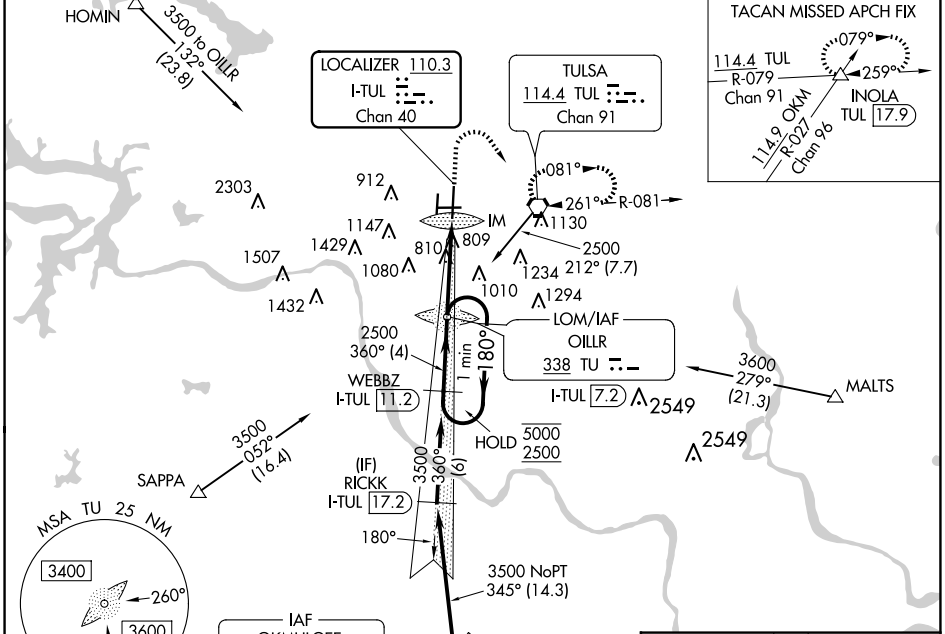 HOMIN
3500 to OILLR
132°
(23.8)
LOCALIZER 110.3
I-TUL
Chan 40
TULSA
114.4 TUL
Chan 91
TACAN MISSED APCH FIX
079°
114.4 TUL
R-079
Chan 91
259°
INOLA
TUL 17.9
114.9 OKM
R-027
Chan 96
2303
912
081°
261°
R-081
IM
1130
1147
1429
810
809
2500
212° (7.7)
1507
1080
1234
1010
1432
1294
LOM/IAF
OILLR
338 TU
2500
360° (4)
1 min
180°
WEBBZ
I-TUL 11.2
I-TUL 7.2
2549
3600
279°
(21.3)
MALTS
HOLD
5000
2500
2549
3500
052°
(16.4)
SAPPA
(IF)
RICKK
I-TUL 17.2
3500
360°
(6)
180°
MSA TU 25 NM
3400
260°
3600
3500 NoPT
345° (14.3)
IAF